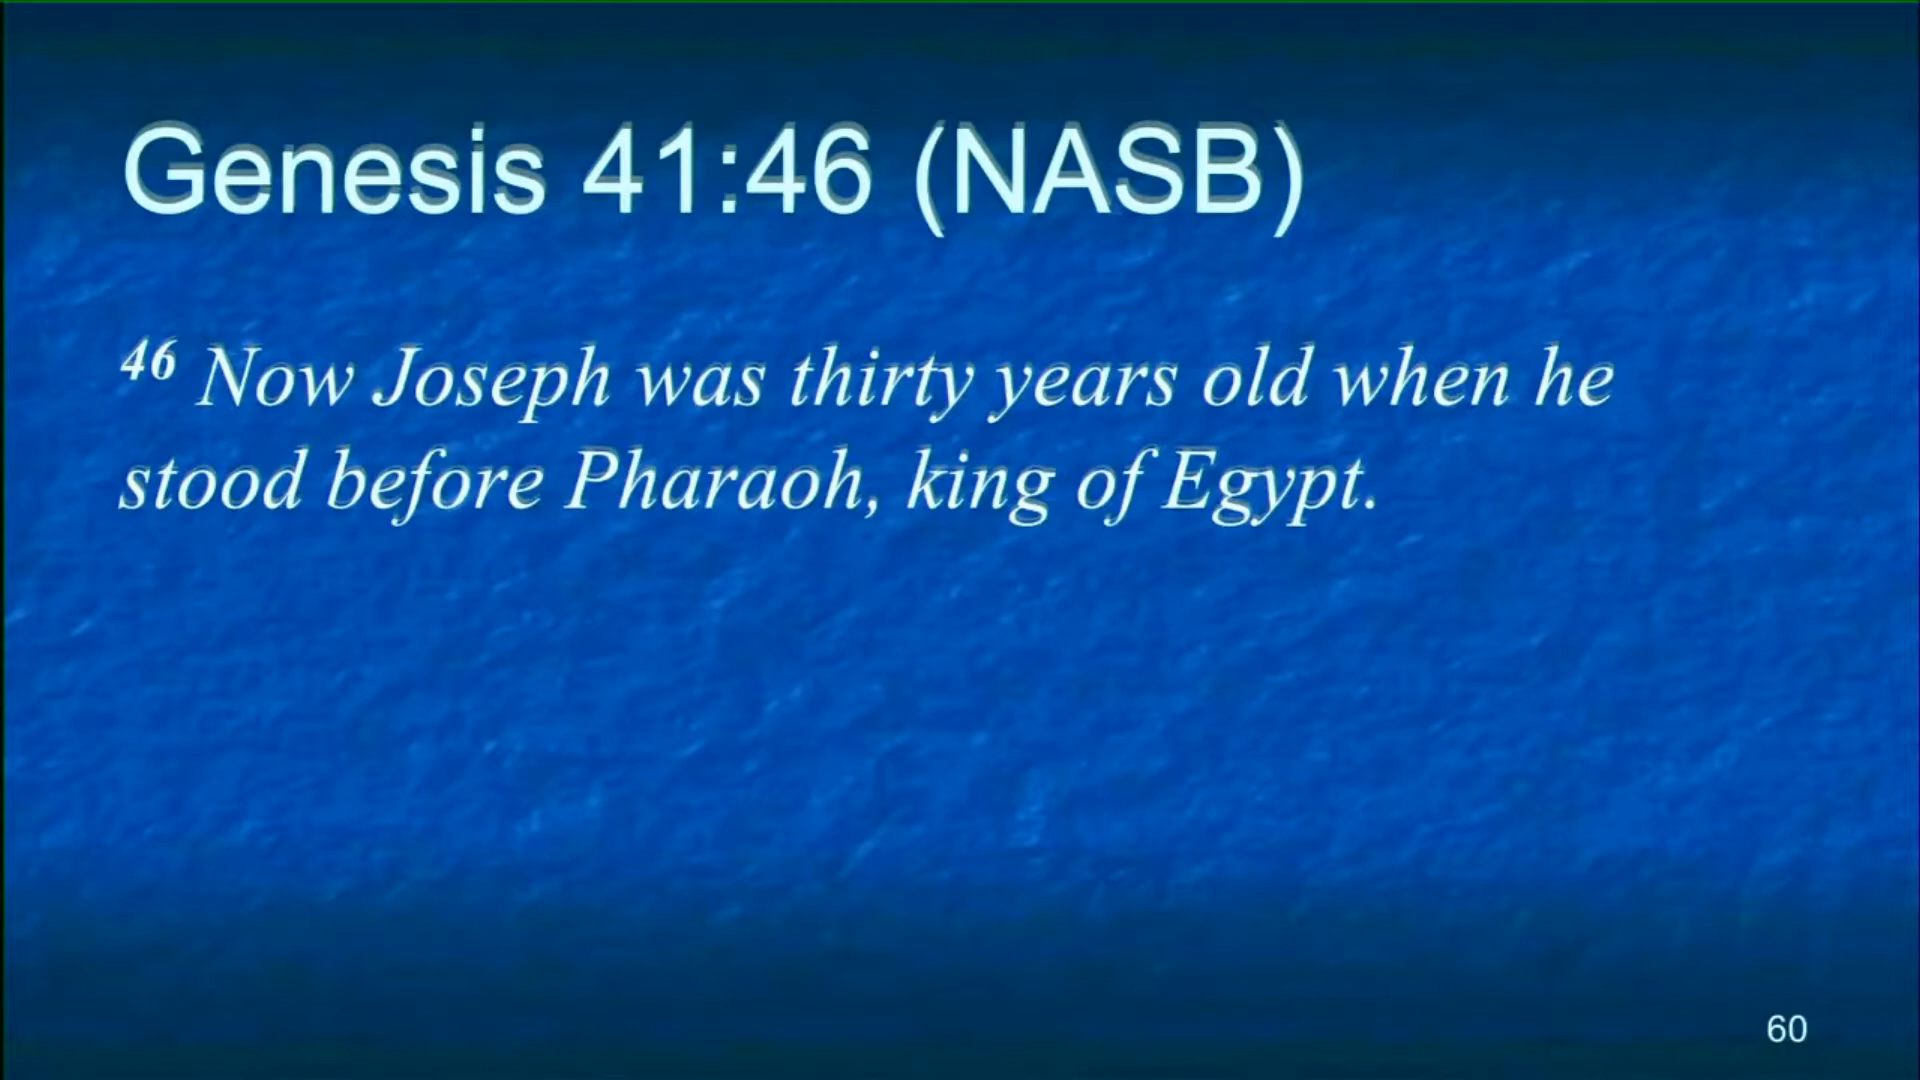 Genesis 41:46 (NASB)
46 Now Joseph was thirty years old when he
stood before Pharaoh, king of Egypt.
60